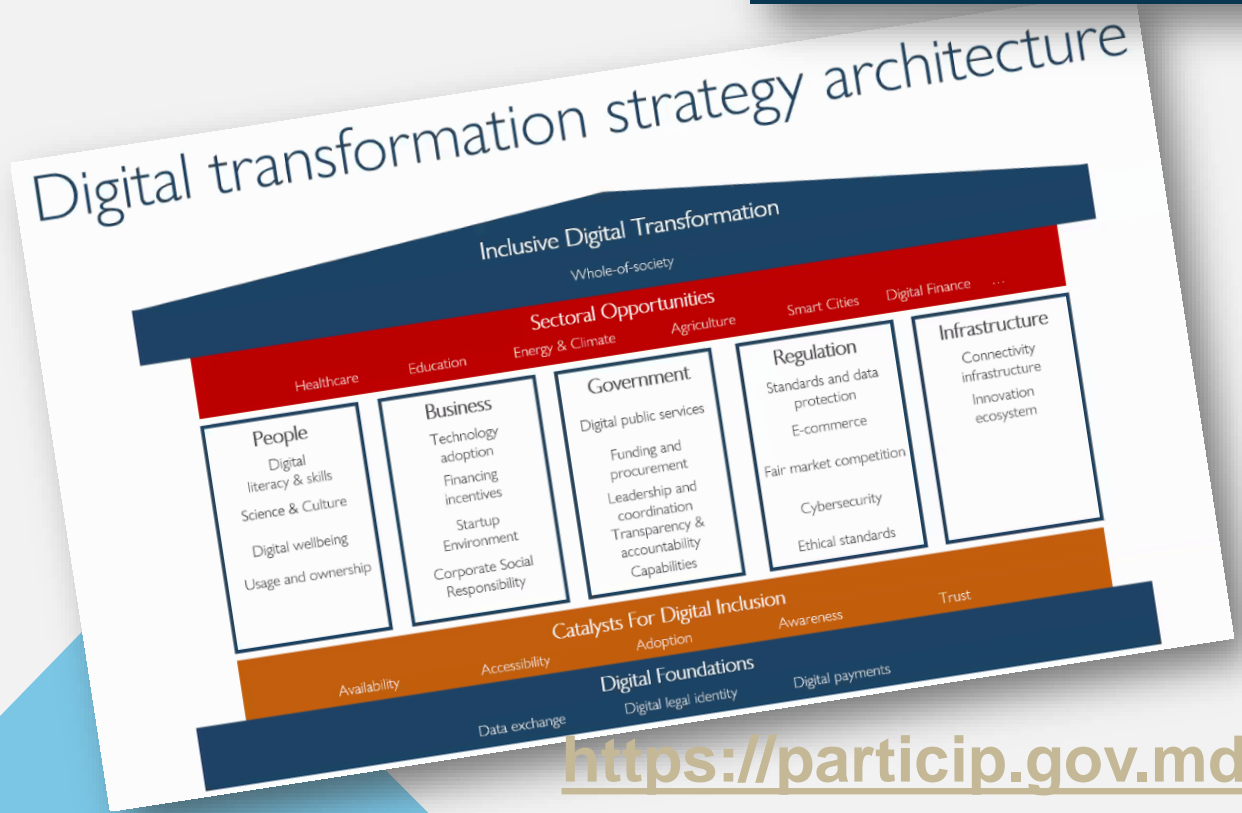 Digital transformation strategy architecture
Inclusive Digital Transformation
Whole-of-society
Sectoral Opportunities
Healthcare Education Energy & Climate Agriculture Smart Cities Digital Finance ...
People
Digital
literacy & skills
Science & Culture
Digital wellbeing
Usage and ownership
Business
Technology
adoption
Financing
incentives
Startup
Environment
Corporate Social
Responsibility
Government
Digital public services
Funding and
procurement
Leadership and
coordination
Transparency &
accountability
Capabilities
Regulation
Standards and data
protection
E-commerce
Fair market competition
Cybersecurity
Ethical standards
Infrastructure
Connectivity
infrastructure
Innovation
ecosystem
Catalysts For Digital Inclusion
Availability Accessibility Adoption Awareness Trust
Digital Foundations
Data exchange Digital legal identity Digital payments
https://particip.gov.md